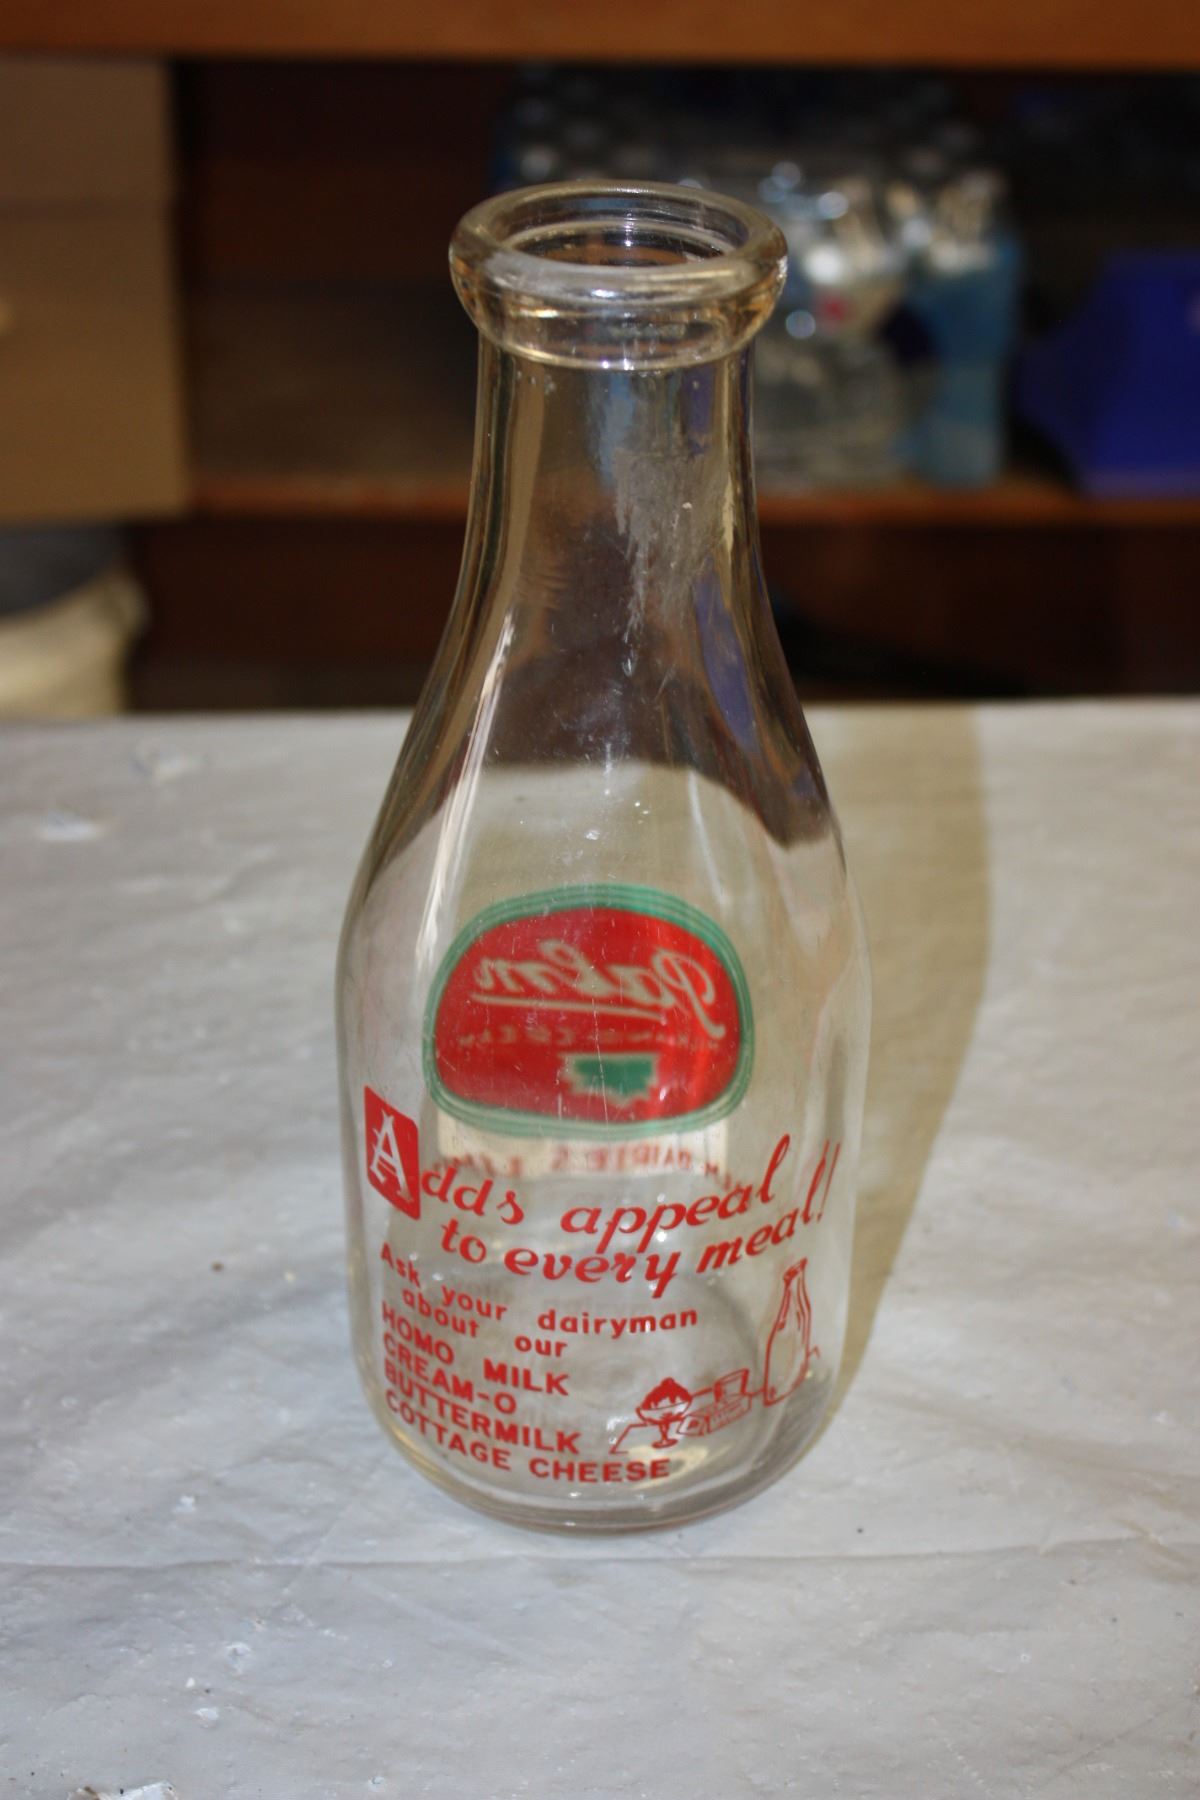 Adds appeal
to every meal!
Ask your dairyman
about our
HOMO MILK
CREAM-O
BUTTERMILK
COTTAGE CHEESE